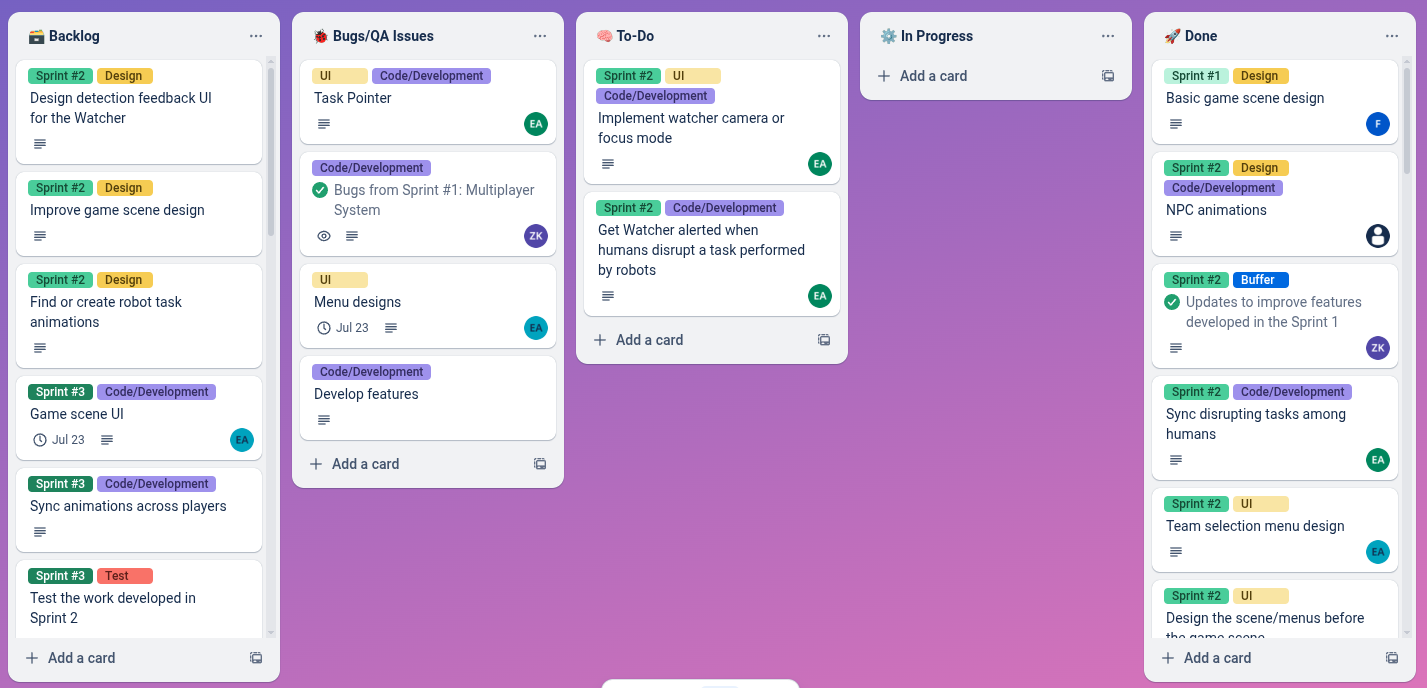 🗃️ Backlog
Sprint #2 Design
Design detection feedback UI
for the Watcher
Sprint #2 Design
Improve game scene design
Sprint #2 Design
Find or create robot task
animations
Sprint #3 Code/Development
Game scene UI
Jul 23 EA
Sprint #3 Code/Development
Sync animations across players
Sprint #3 Test
Test the work developed in
Sprint 2
Add a card
🐞 Bugs/QA Issues
UI Code/Development
Task Pointer
EA
Code/Development
Bugs from Sprint #1: Multiplayer
System
ZK
UI
Menu designs
Jul 23 EA
Code/Development
Develop features
Add a card
🧠 To-Do
Sprint #2 UI
Code/Development
Implement watcher camera or
focus mode
EA
Sprint #2 Code/Development
Get Watcher alerted when
humans disrupt a task performed
by robots
EA
Add a card
⚙️ In Progress
Add a card
🚀 Done
Sprint #1 Design
Basic game scene design
F
Sprint #2 Design
Code/Development
NPC animations
Sprint #2 Buffer
Updates to improve features
developed in the Sprint 1
ZK
Sprint #2 Code/Development
Sync disrupting tasks among
humans
EA
Sprint #2 UI
Team selection menu design
EA
Sprint #2 UI
Design the scene/menus before
the game scene
Add a card